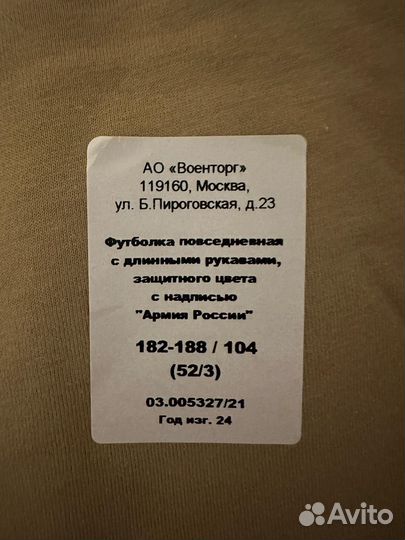 АО «Военторг»
119160, Москва,
ул. Б.Пироговская, д.23
Футболка повседневная
с длинными рукавами,
защитного цвета
с надписью
"Армия России"
182-188 / 104
(52/3)
03.005327/21
Год изг. 24
Avito